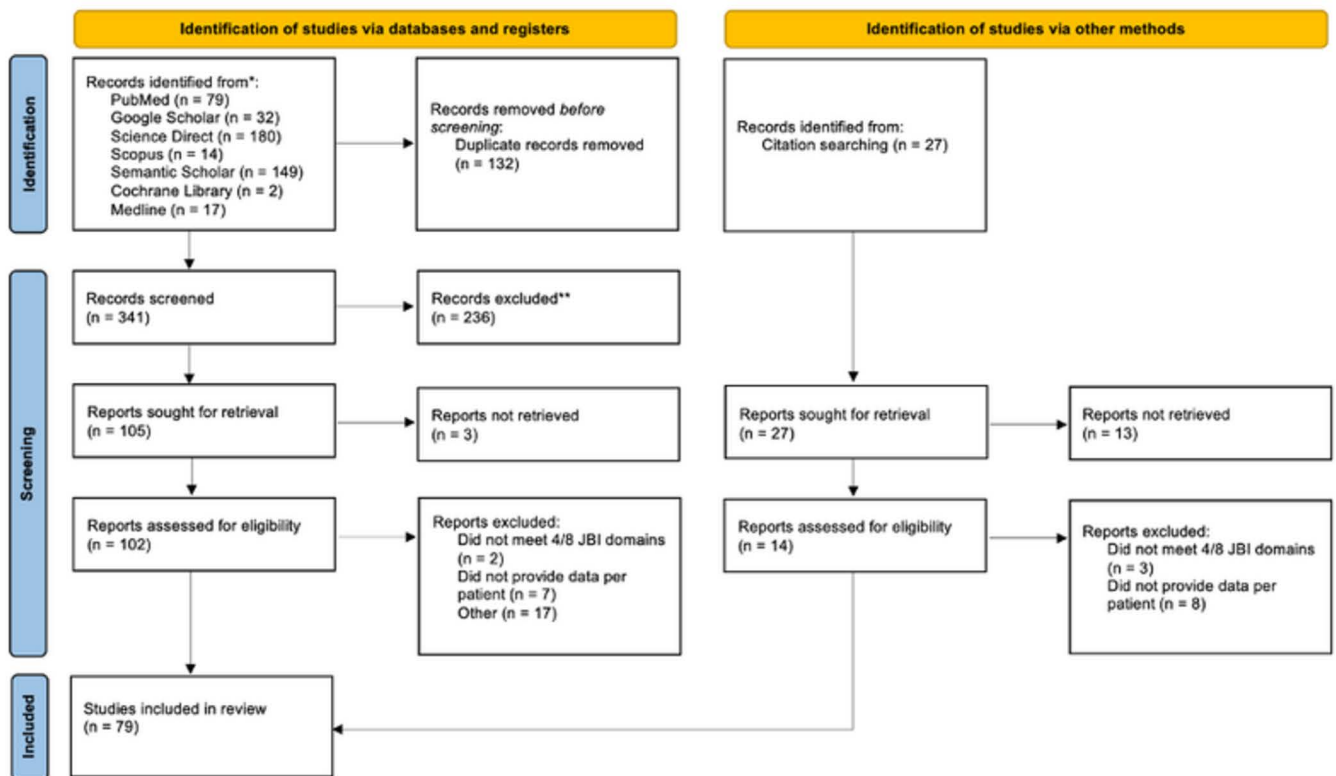 Identification of studies via databases and registers
Identification of studies via other methods
Identification
Records identified from*:
PubMed (n = 79)
Google Scholar (n = 32)
Science Direct (n = 180)
Scopus (n = 14)
Semantic Scholar (n = 149)
Cochrane Library (n = 2)
Medline (n = 17)
Records removed before
screening:
Duplicate records removed
(n = 132)
Records identified from:
Citation searching (n = 27)
Screening
Records screened
(n = 341)
Records excluded**
(n = 236)
Reports sought for retrieval
(n = 105)
Reports not retrieved
(n = 3)
Reports sought for retrieval
(n = 27)
Reports not retrieved
(n = 13)
Reports assessed for eligibility
(n = 102)
Reports excluded:
Did not meet 4/8 JBI domains
(n = 2)
Did not provide data per
patient (n = 7)
Other (n = 17)
Reports assessed for eligibility
(n = 14)
Reports excluded:
Did not meet 4/8 JBI domains
(n = 3)
Did not provide data per
patient (n = 8)
Included
Studies included in review
(n = 79)